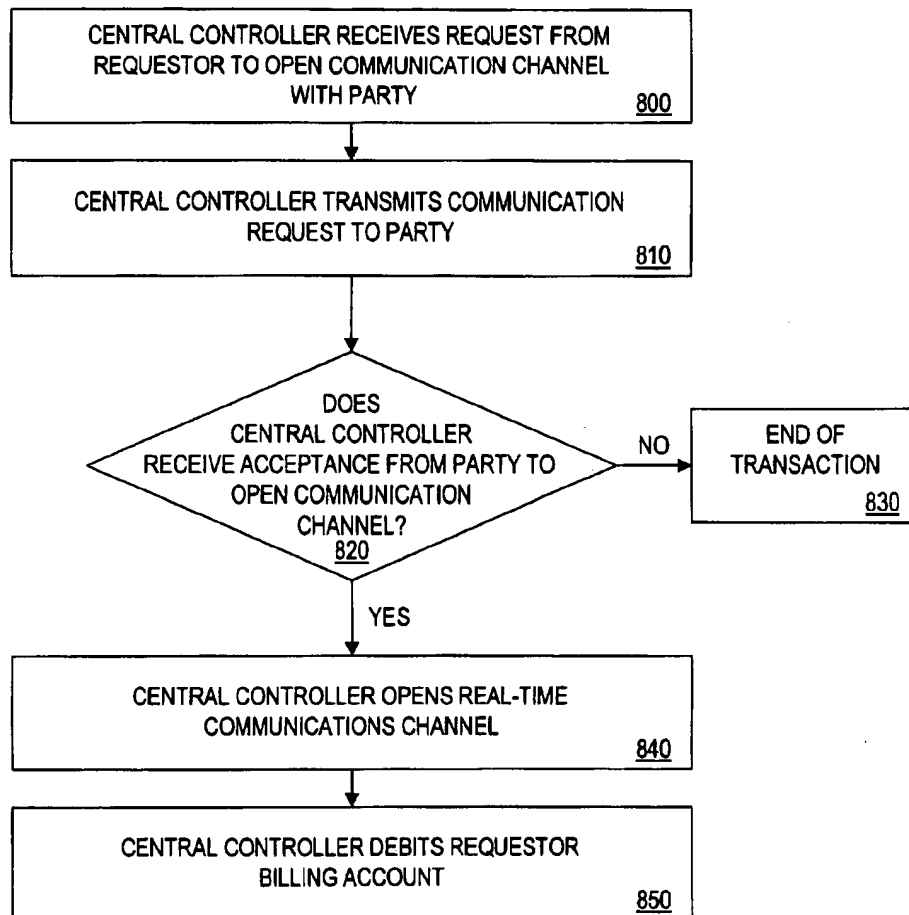 CENTRAL CONTROLLER RECEIVES REQUEST FROM
REQUESTOR TO OPEN COMMUNICATION CHANNEL
WITH PARTY
800
CENTRAL CONTROLLER TRANSMITS COMMUNICATION
REQUEST TO PARTY
810
DOES
CENTRAL CONTROLLER
RECEIVE ACCEPTANCE FROM PARTY TO
OPEN COMMUNICATION
CHANNEL?
820
NO
END OF
TRANSACTION
830
YES
CENTRAL CONTROLLER OPENS REAL-TIME
COMMUNICATIONS CHANNEL
840
CENTRAL CONTROLLER DEBITS REQUESTOR
BILLING ACCOUNT
850